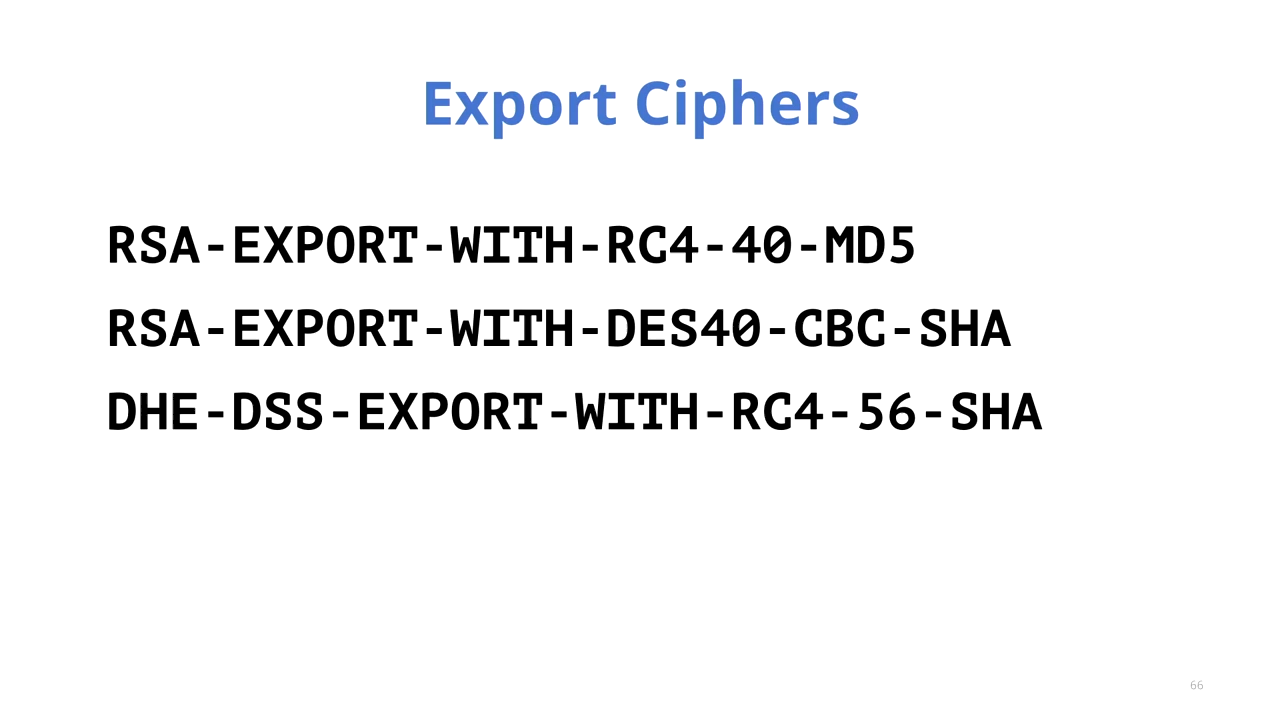 Export Ciphers
RSA-EXPORT-WITH-RC4-40-MD5
RSA-EXPORT-WITH-DES40-CBC-SHA
DHE-DSS-EXPORT-WITH-RC4-56-SHA
66